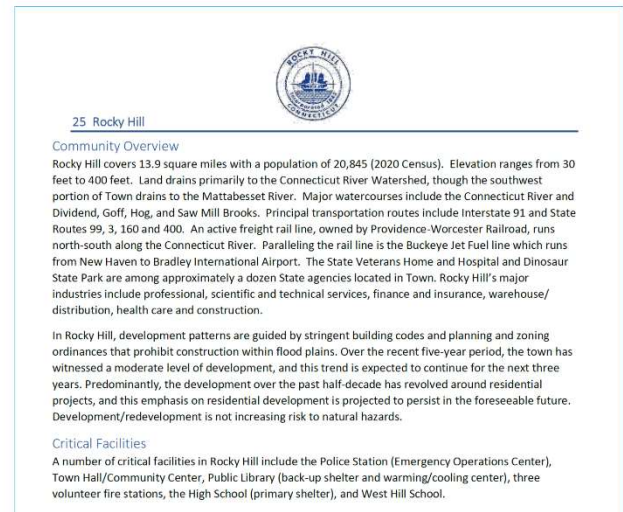 ROCKY HILL
CONNECTICUT
25 Rocky Hill
Community Overview
Rocky Hill covers 13.9 square miles with a population of 20,845 (2020 Census). Elevation ranges from 30
feet to 400 feet. Land drains primarily to the Connecticut River Watershed, though the southwest
portion of Town drains to the Mattabesset River. Major watercourses include the Connecticut River and
Dividend, Goff, Hog, and Saw Mill Brooks. Principal transportation routes include Interstate 91 and State
Routes 99, 3, 160 and 400. An active freight rail line, owned by Providence-Worcester Railroad, runs
north-south along the Connecticut River. Paralleling the rail line is the Buckeye Jet Fuel line which runs
from New Haven to Bradley International Airport. The State Veterans Home and Hospital and Dinosaur
State Park are among approximately a dozen State agencies located in Town. Rocky Hill's major
industries include professional, scientific and technical services, finance and insurance, warehouse/
distribution, health care and construction.
In Rocky Hill, development patterns are guided by stringent building codes and planning and zoning
ordinances that prohibit construction within flood plains. Over the recent five-year period, the town has
witnessed a moderate level of development, and this trend is expected to continue for the next three
years. Predominantly, the development over the past half-decade has revolved around residential
projects, and this emphasis on residential development is projected to persist in the foreseeable future.
Development/redevelopment is not increasing risk to natural hazards.
Critical Facilities
A number of critical facilities in Rocky Hill include the Police Station (Emergency Operations Center),
Town Hall/Community Center, Public Library (back-up shelter and warming/cooling center), three
volunteer fire stations, the High School (primary shelter), and West Hill School.